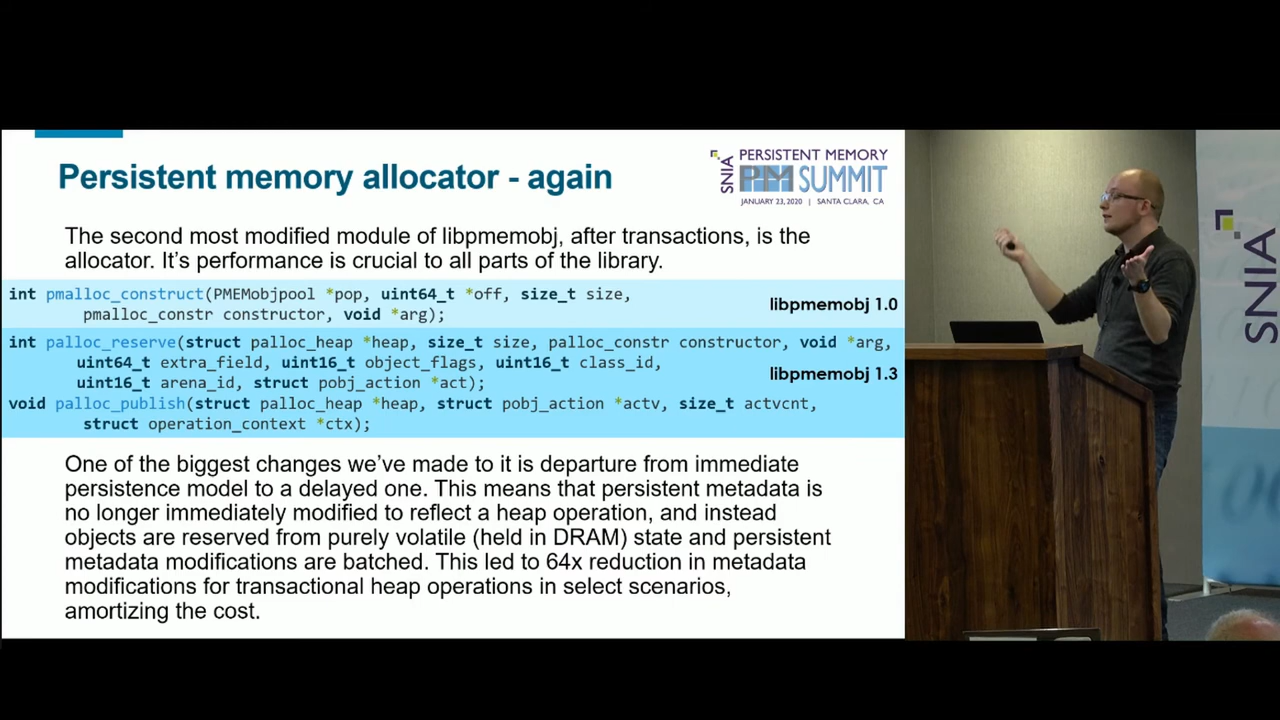 Persistent memory allocator - again
SNIA
PERSISTENT MEMORY
PM SUMMIT
JANUARY 23, 2020 | SANTA CLARA, CA
The second most modified module of libpmemobj, after transactions, is the
allocator. It's performance is crucial to all parts of the library.
int pmalloc_construct(PMEMobjpool *pop, uint64_t *off, size_t size,
pmalloc_constr constructor, void *arg);
libpmemobj 1.0
int palloc_reserve(struct palloc_heap *heap, size_t size, palloc_constr constructor, void *arg,
uint64_t extra_field, uint16_t object_flags, uint16_t class_id,
uint16_t arena_id, struct pobj_action *act);
libpmemobj 1.3
void palloc_publish(struct palloc_heap *heap, struct pobj_action *actv, size_t actvcnt,
struct operation_context *ctx);
One of the biggest changes we've made to it is departure from immediate
persistence model to a delayed one. This means that persistent metadata is
no longer immediately modified to reflect a heap operation, and instead
objects are reserved from purely volatile (held in DRAM) state and persistent
metadata modifications are batched. This led to 64x reduction in metadata
modifications for transactional heap operations in select scenarios,
amortizing the cost.
SNIA